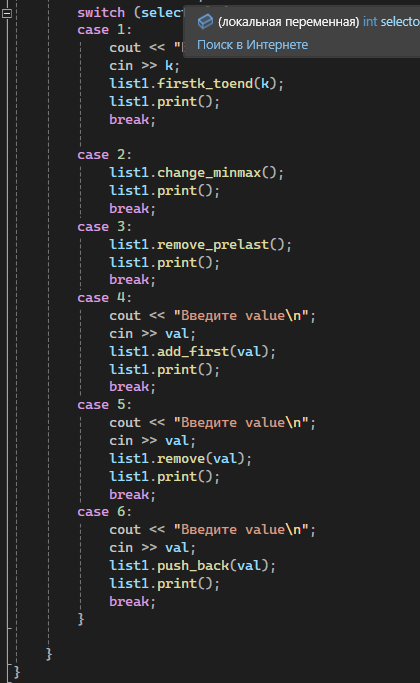 switch (select
(локальная переменная) int selecto
case 1:
Поиск в Интернете
cout << "
cin >> k;
list1.firstk_toend(k);
list1.print();
break;
case 2:
list1.change_minmax();
list1.print();
break;
case 3:
list1.remove_prelast();
list1.print();
break;
case 4:
cout << "Введите value\n";
cin >> val;
list1.add_first(val);
list1.print();
break;
case 5:
cout << "Введите value\n";
cin >> val;
list1.remove(val);
list1.print();
break;
case 6:
cout << "Введите value\n";
cin >> val;
list1.push_back(val);
list1.print();
break;
}
}
}